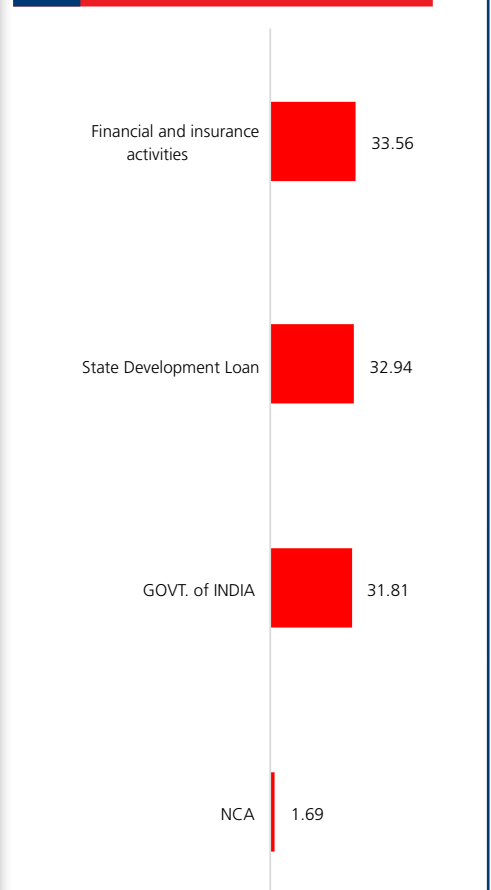 Financial and insurance
activities
33.56
State Development Loan
32.94
GOVT. of INDIA
31.81
NCA
1.69